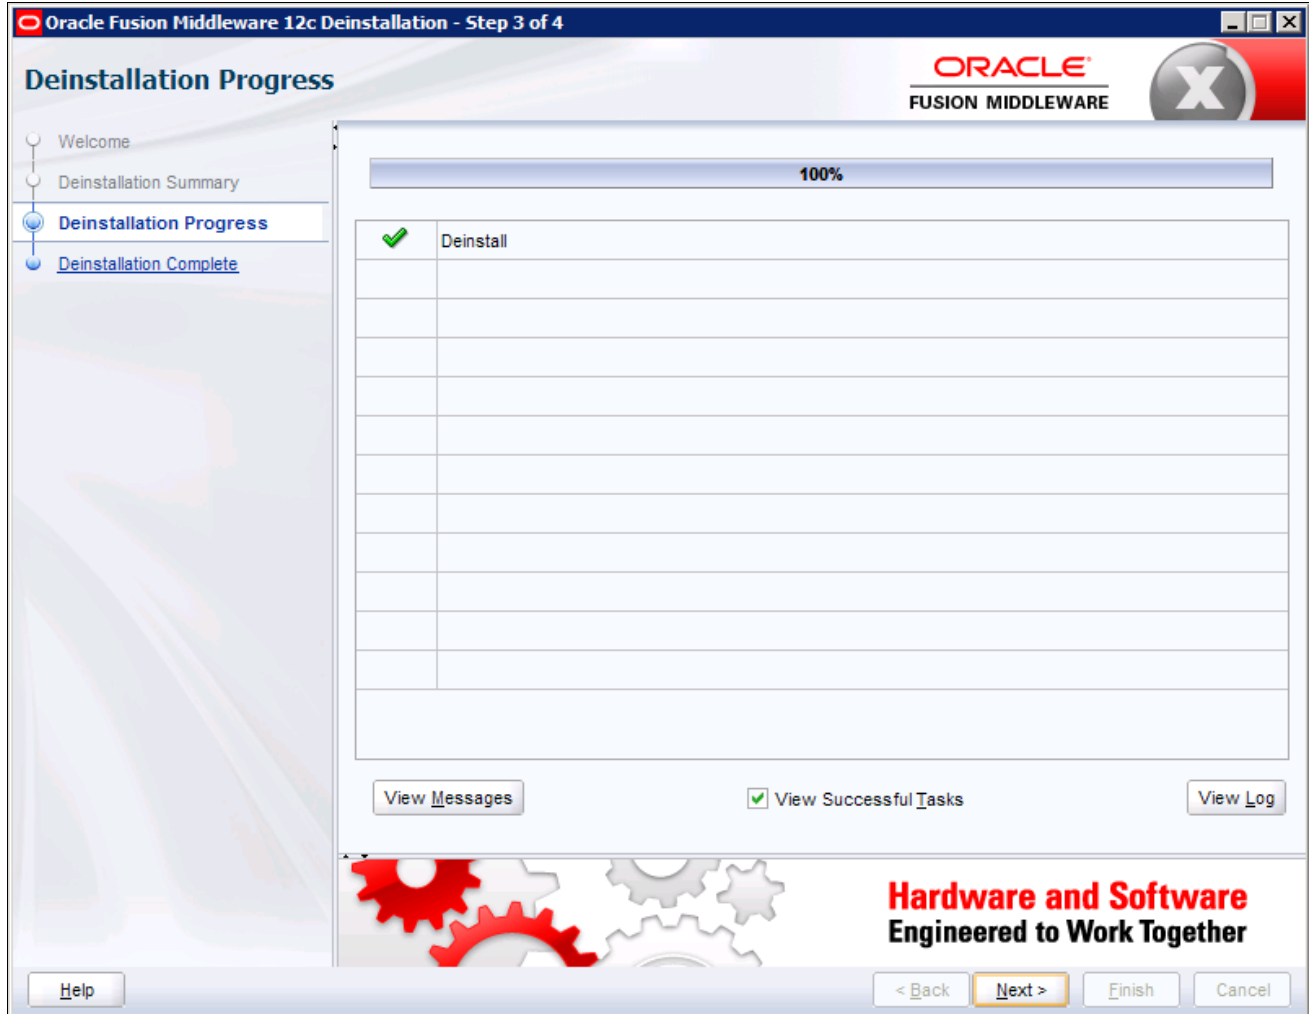 Oracle Fusion Middleware 12c Deinstallation - Step 3 of 4
Deinstallation Progress
ORACLE
FUSION MIDDLEWARE
X
Welcome
Deinstallation Summary
Deinstallation Progress
Deinstallation Complete
100%
Deinstall
View Messages
View Successful Tasks
View Log
Hardware and Software
Engineered to Work Together
Help
< Back
Next >
Finish
Cancel